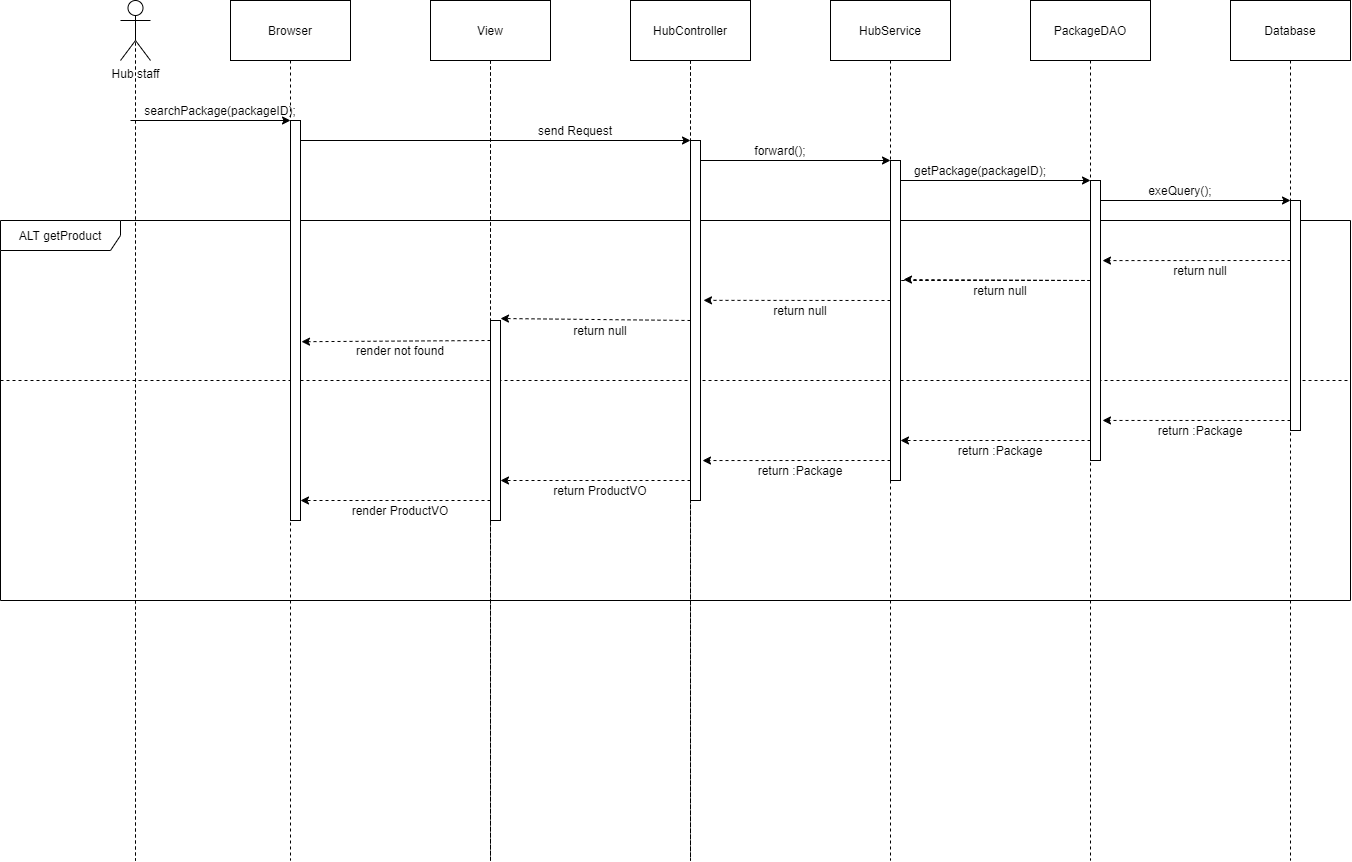 Browser
View
HubController
HubService
PackageDAO
Database
Hub staff
searchPackage(packageID);
send Request
forward();
getPackage(packageID);
exeQuery();
ALT getProduct
return null
return null
return null
return null
render not found
return :Package
return :Package
return :Package
return ProductVO
render ProductVO